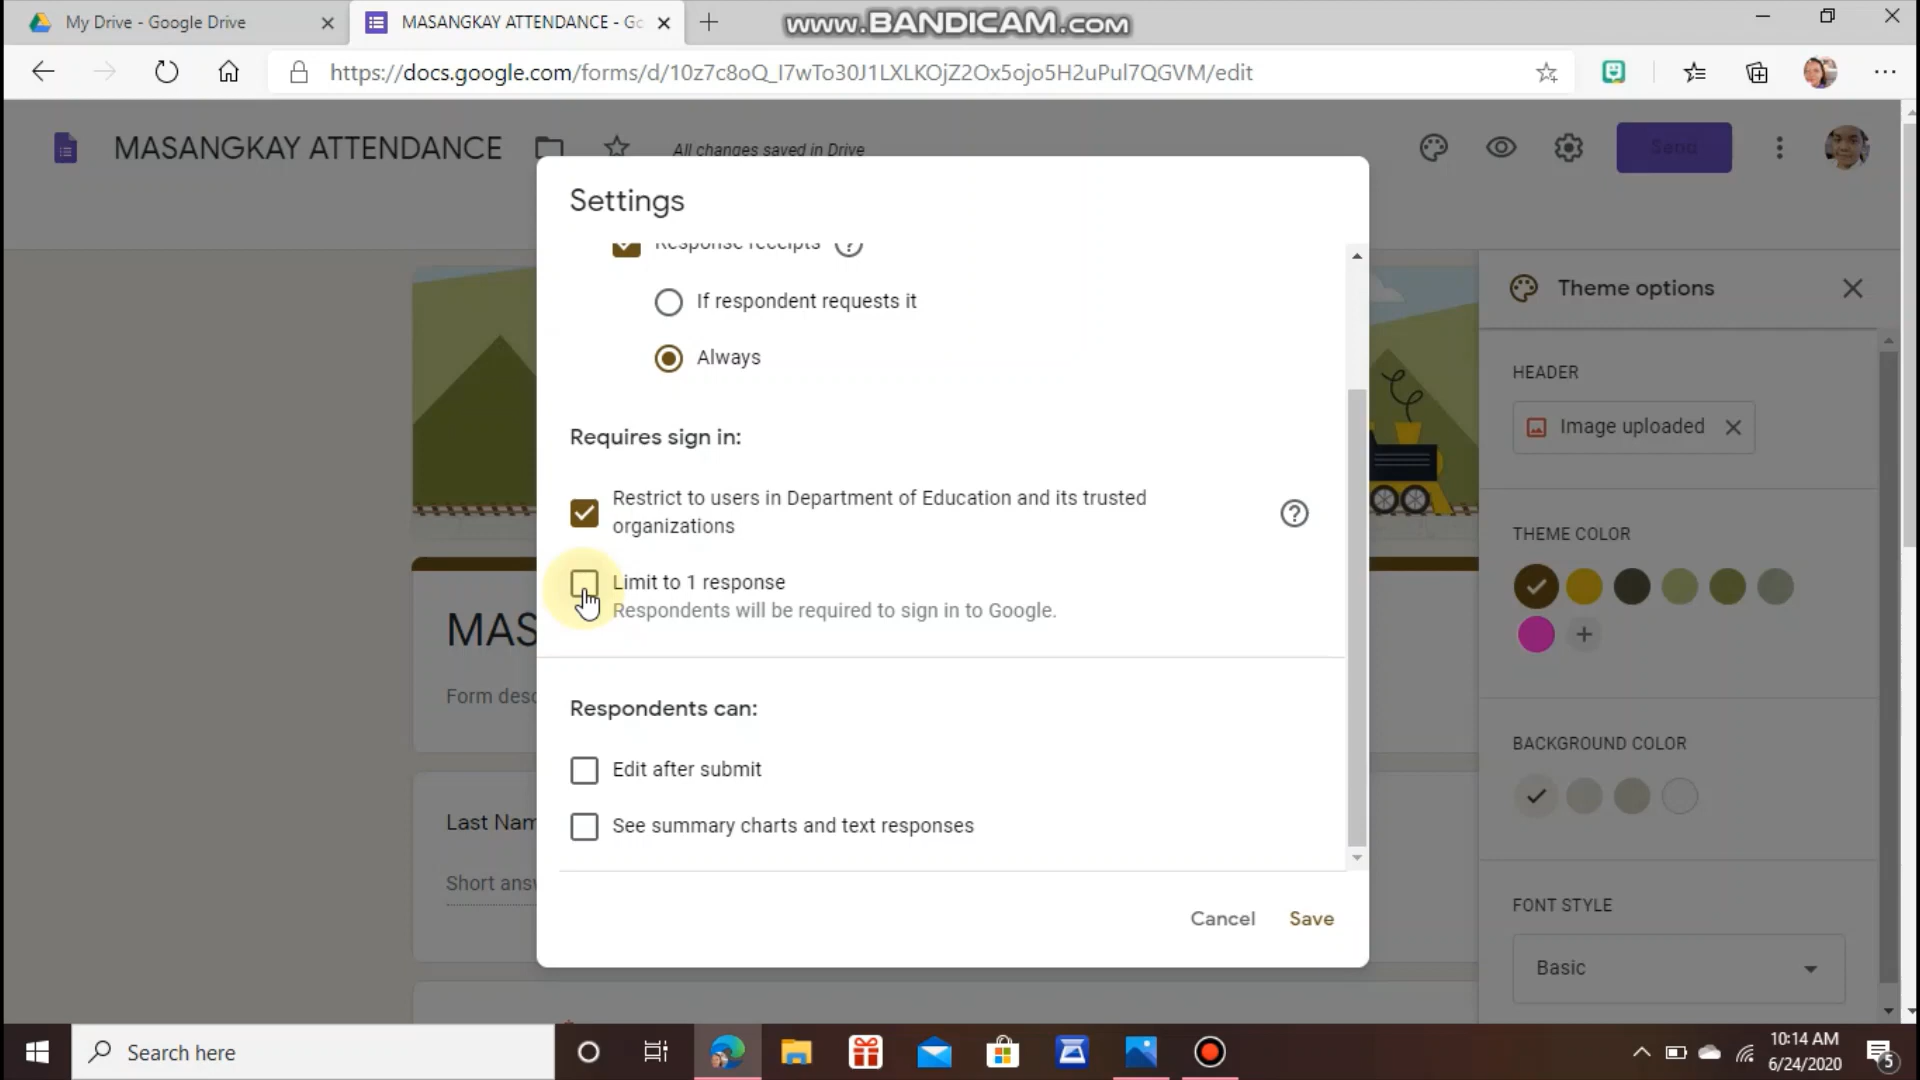 My Drive - Google Drive
MASANGKAY ATTENDANCE - Go
www.BANDICAM.com
https://docs.google.com/forms/d/10z7c8oQ_I7wTo30J1LXLKOjZ2Ox5ojo5H2uPul7QGVM/edit
MASANGKAY ATTENDANCE
All changes saved in Drive
Send
Settings
Response receipts
If respondent requests it
Always
Requires sign in:
Restrict to users in Department of Education and its trusted
organizations
Limit to 1 response
Respondents will be required to sign in to Google.
Respondents can:
Edit after submit
See summary charts and text responses
Cancel
Save
MAS
Form desc
Last Nam
Short ansv
Theme options
HEADER
Image uploaded
THEME COLOR
BACKGROUND COLOR
FONT STYLE
Basic
Search here
10:14 AM
6/24/2020
5